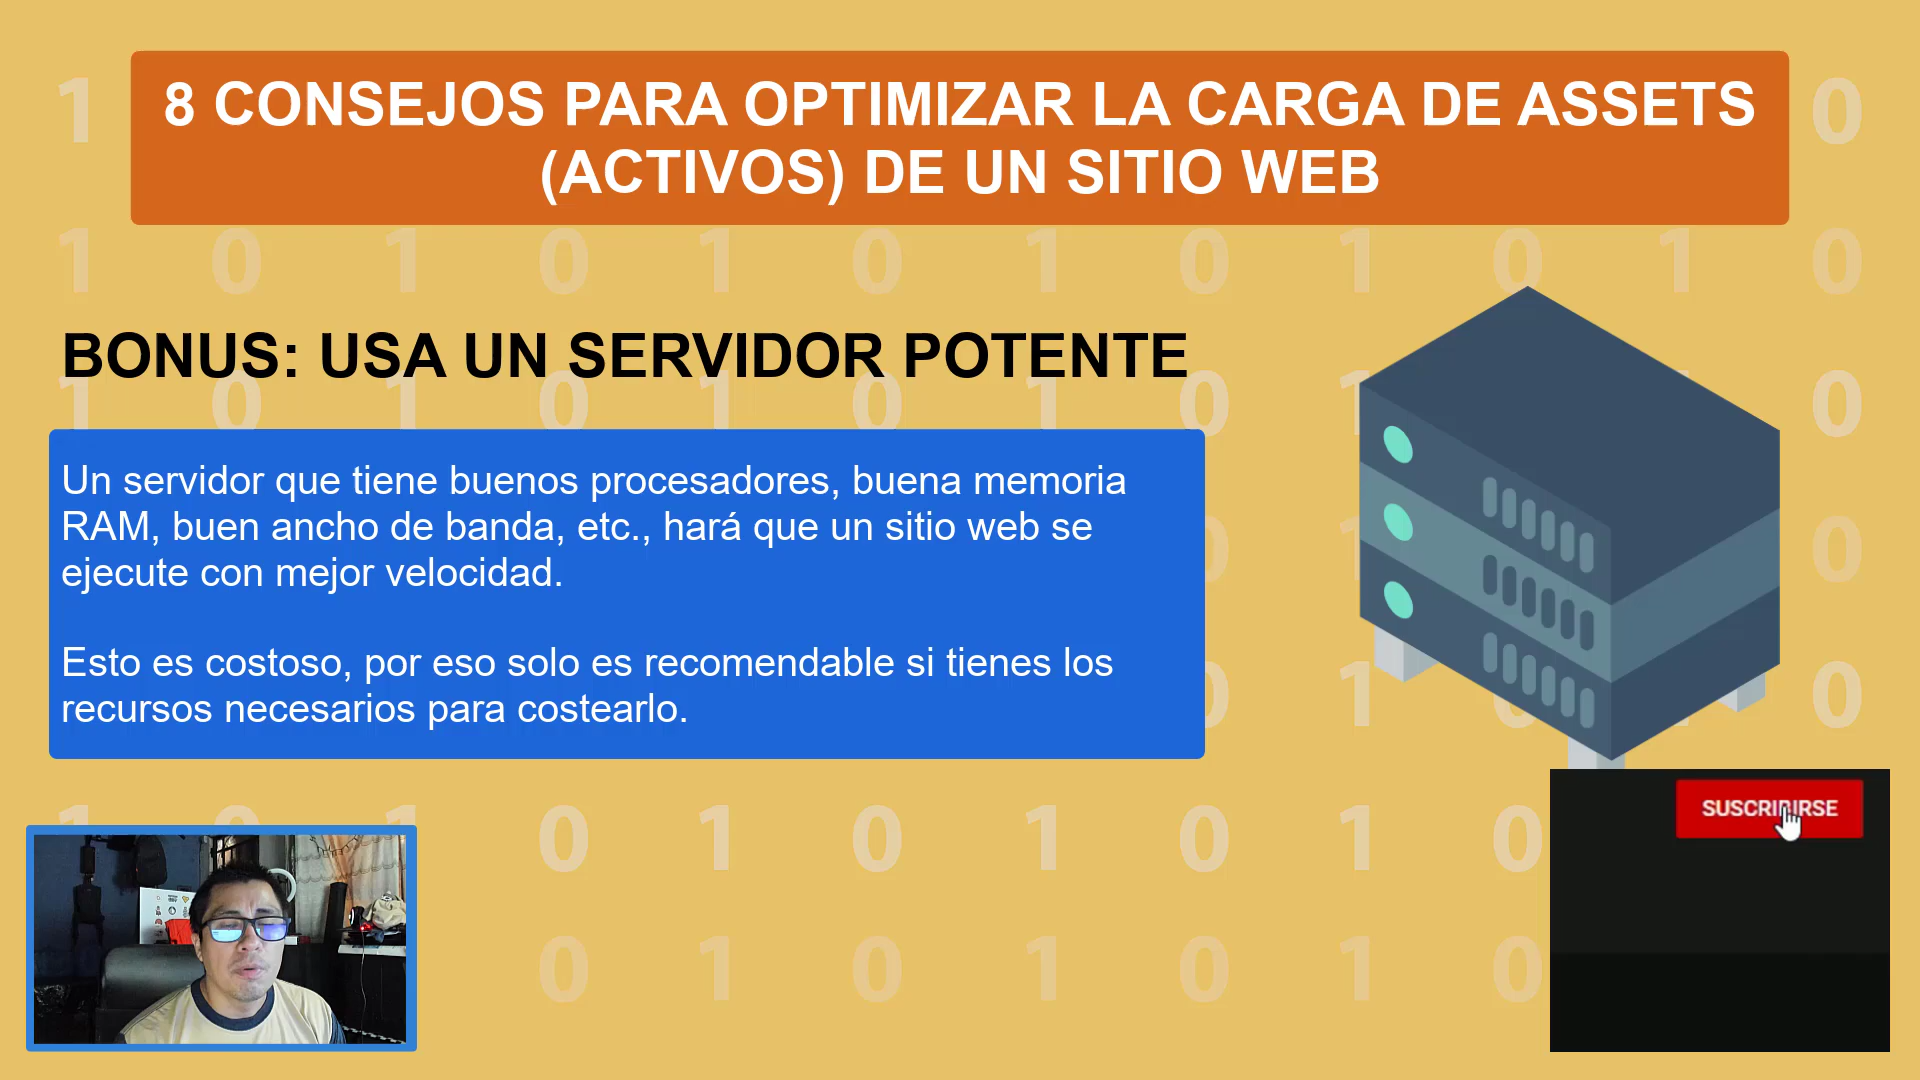 8 CONSEJOS PARA OPTIMIZAR LA CARGA DE ASSETS
(ACTIVOS) DE UN SITIO WEB
BONUS: USA UN SERVIDOR POTENTE
Un servidor que tiene buenos procesadores, buena memoria
RAM, buen ancho de banda, etc., hará que un sitio web se
ejecute con mejor velocidad.
Esto es costoso, por eso solo es recomendable si tienes los
recursos necesarios para costearlo.
SUSCRIBIRSE